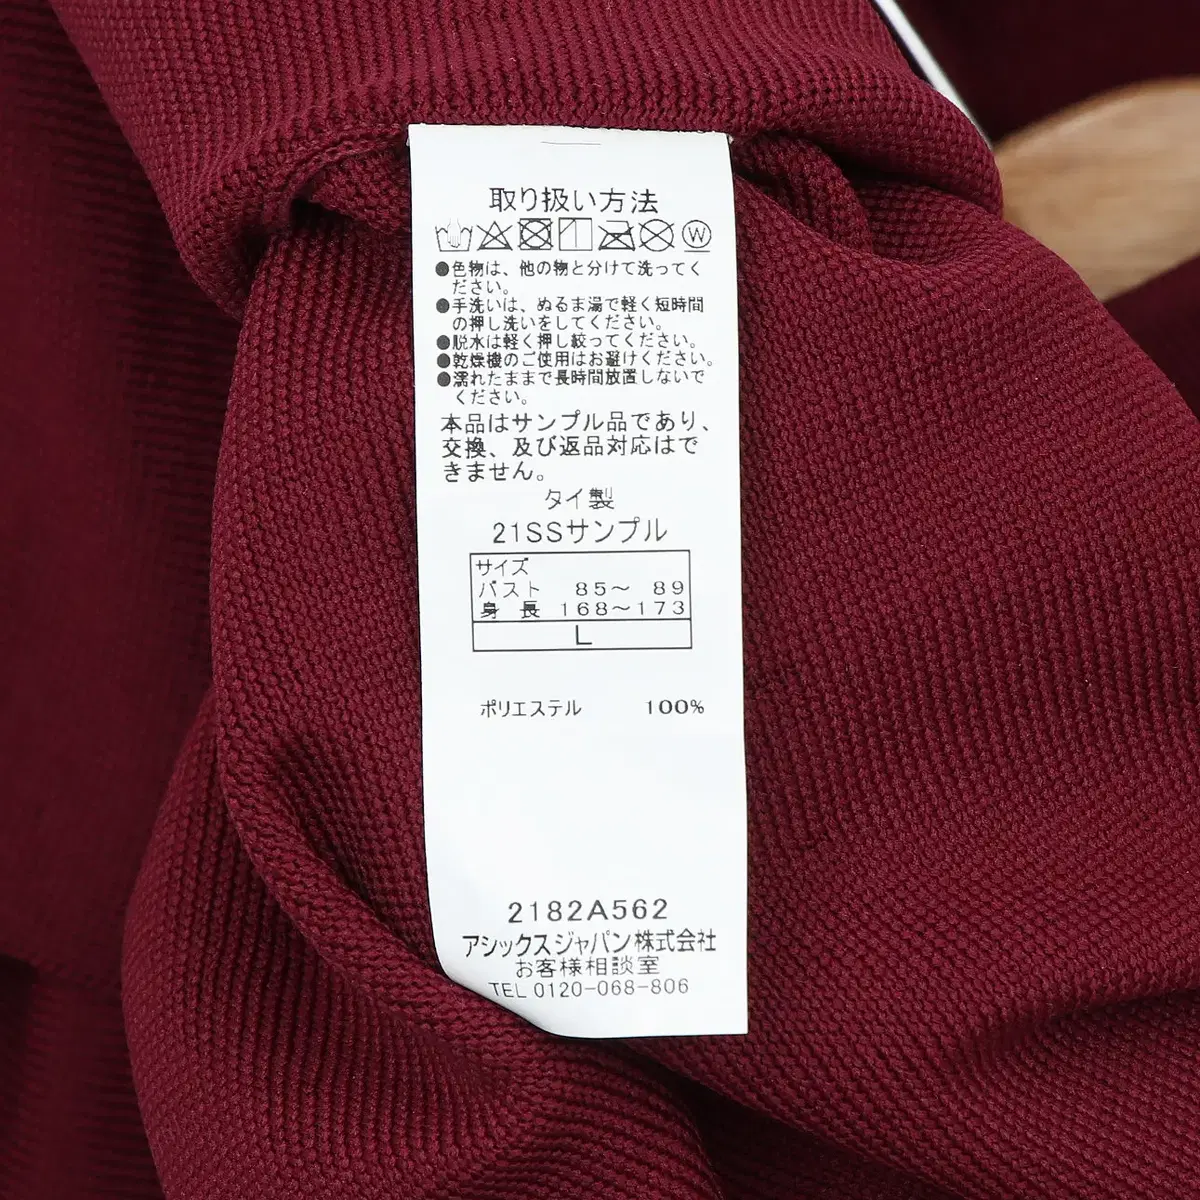 取り扱い方法
W
●色物は、他の物と分けて洗ってく
ださい。
●手洗いは、ぬるま湯で軽く短時間
の押し洗いをしてください。
●脱水は軽く押し絞ってください。
●乾燥機のご使用はお避けください。
●濡れたままで長時間放置しないで
ください。
本品はサンプル品であり、
交換、及び返品対応はで
きません。
タイ製
21SSサンプル
サイズ
バスト 85～ 89
身 長 168～173
L
ポリエステル 100%
2182A562
アシックスジャパン株式会社
お客様相談室
TEL 0120-068-806